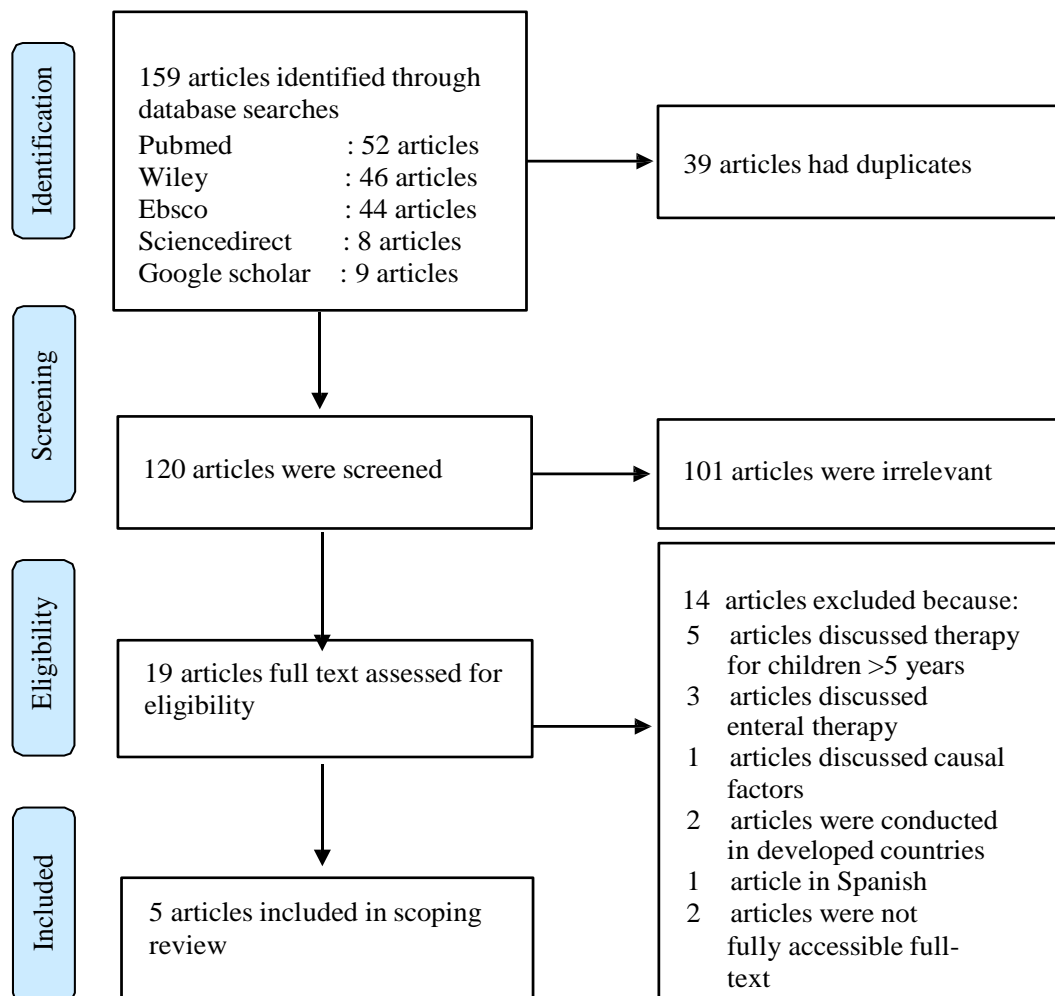 Identification
159 articles identified through
database searches
Pubmed : 52 articles
Wiley : 46 articles
Ebsco : 44 articles
Sciencedirect : 8 articles
Google scholar : 9 articles
39 articles had duplicates
Screening
120 articles were screened
101 articles were irrelevant
Eligibility
19 articles full text assessed for
eligibility
14 articles excluded because:
5 articles discussed therapy
for children >5 years
3 articles discussed
enteral therapy
1 articles discussed causal
factors
2 articles were conducted
in developed countries
1 article in Spanish
2 articles were not
fully accessible full-
text
Included
5 articles included in scoping
review